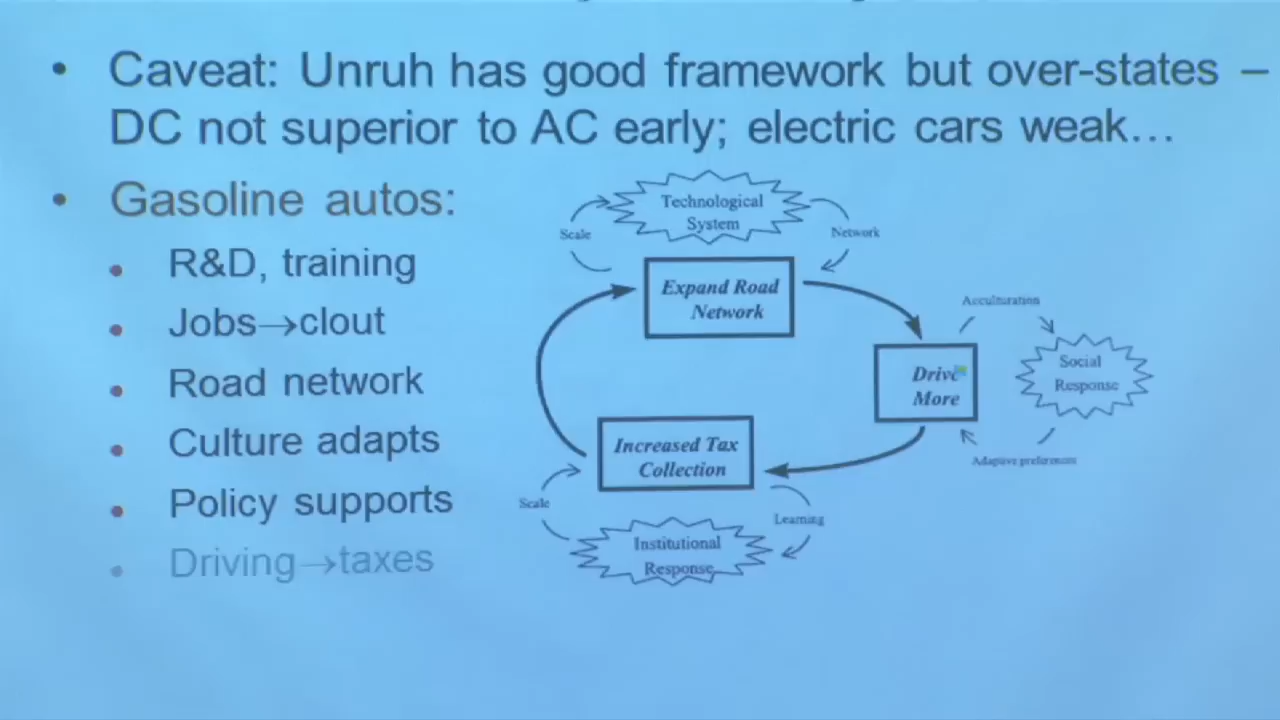 • Caveat: Unruh has good framework but over-states –
DC not superior to AC early; electric cars weak…
• Gasoline autos:
• R&D, training
• Jobs→clout
• Road network
• Culture adapts
• Policy supports
• Driving→taxes
Technological
System
Scale
Network
Expand Road
Network
Acculturation
Drive
More
Social
Response
Adaptive preferences
Increased Tax
Collection
Scale
Learning
Institutional
Response